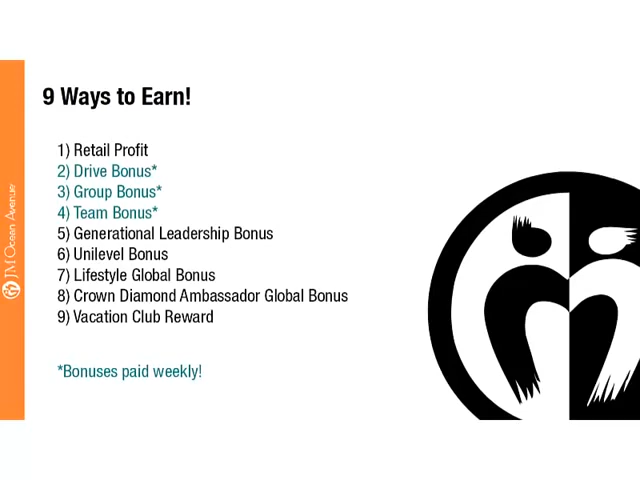 9 Ways to Earn!
1) Retail Profit
2) Drive Bonus*
3) Group Bonus*
4) Team Bonus*
5) Generational Leadership Bonus
6) Unilevel Bonus
7) Lifestyle Global Bonus
8) Crown Diamond Ambassador Global Bonus
9) Vacation Club Reward
*Bonuses paid weekly!
JM Ocean Avenue